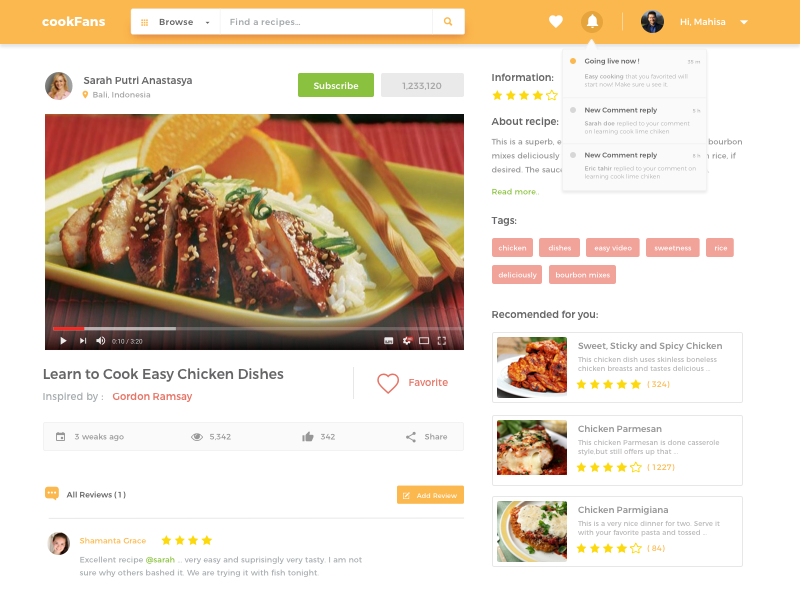 cookFans
Browse
Find a recipes..
Hi, Mahisa
Going live now !
35 m
Easy cooking that you favorited will
start now! Make sure u see it.
New Comment reply
Sarah doe replied to your comment
on learning cook lime chiken
New Comment reply
Eric tahir replied to your comment on
learning cook lime chiken
Sarah Putri Anastasya
Bali, Indonesia
Subscribe
1,233,120
0:10 / 3:20
Learn to Cook Easy Chicken Dishes
Inspired by : Gordon Ramsay
Favorite
3 weaks ago
5,342
342
Share
All Reviews ( 1 )
Add Review
Shamanta Grace
Excellent recipe @sarah .. very easy and suprisingly very tasty. I am not
sure why others bashed it. We are trying it with fish tonight.
Information:
About recipe:
This is a superb, e bourbon
mixes deliciously rice, if
desired. The sauc
Read more..
Tags:
chicken
dishes
easy video
sweetness
rice
deliciously
bourbon mixes
Recomended for you:
Sweet, Sticky and Spicy Chicken
This chicken dish uses skinless boneless
chicken breasts and tastes delicious ..
( 324 )
Chicken Parmesan
This chicken Parmesan is done casserole
style,but still offers up that ..
( 1227 )
Chicken Parmigiana
This is a very nice dinner for two. Serve it
with your favorite pasta and tossed ..
( 84 )